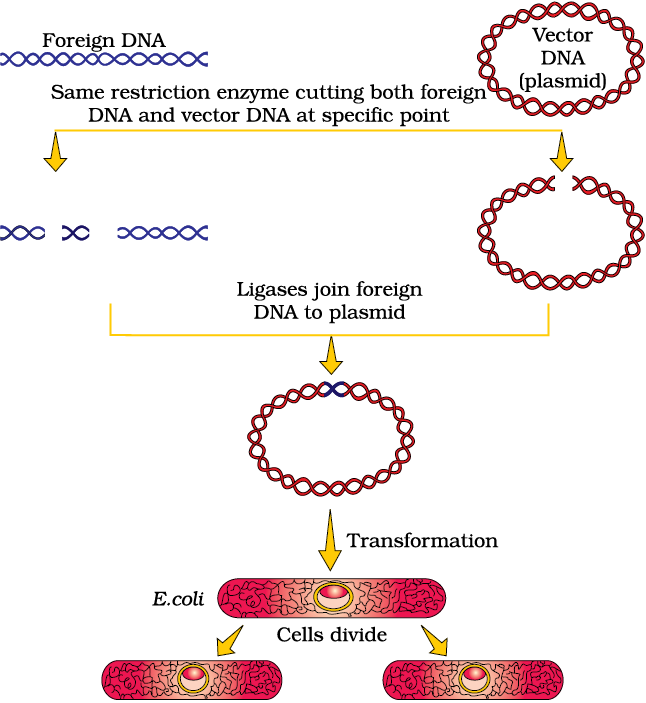 Foreign DNA
Vector
DNA
(plasmid)
Same restriction enzyme cutting both foreign
DNA and vector DNA at specific point
Ligases join foreign
DNA to plasmid
Transformation
E.coli
Cells divide